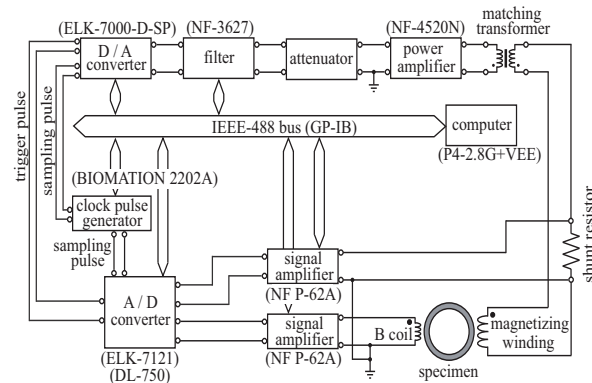 (ELK-7000-D-SP)
(NF-3627)
(NF-4520N)
matching
transformer
D / A
converter
filter
attenuator
power
amplifier
trigger pulse
sampling pulse
IEEE-488 bus (GP-IB)
computer
(P4-2.8G+VEE)
(BIOMATION 2202A)
clock pulse
generator
sampling
pulse
shunt resistor
signal
amplifier
(NF P-62A)
A / D
converter
signal
amplifier
(NF P-62A)
B coil
magnetizing
winding
specimen
(ELK-7121)
(DL-750)